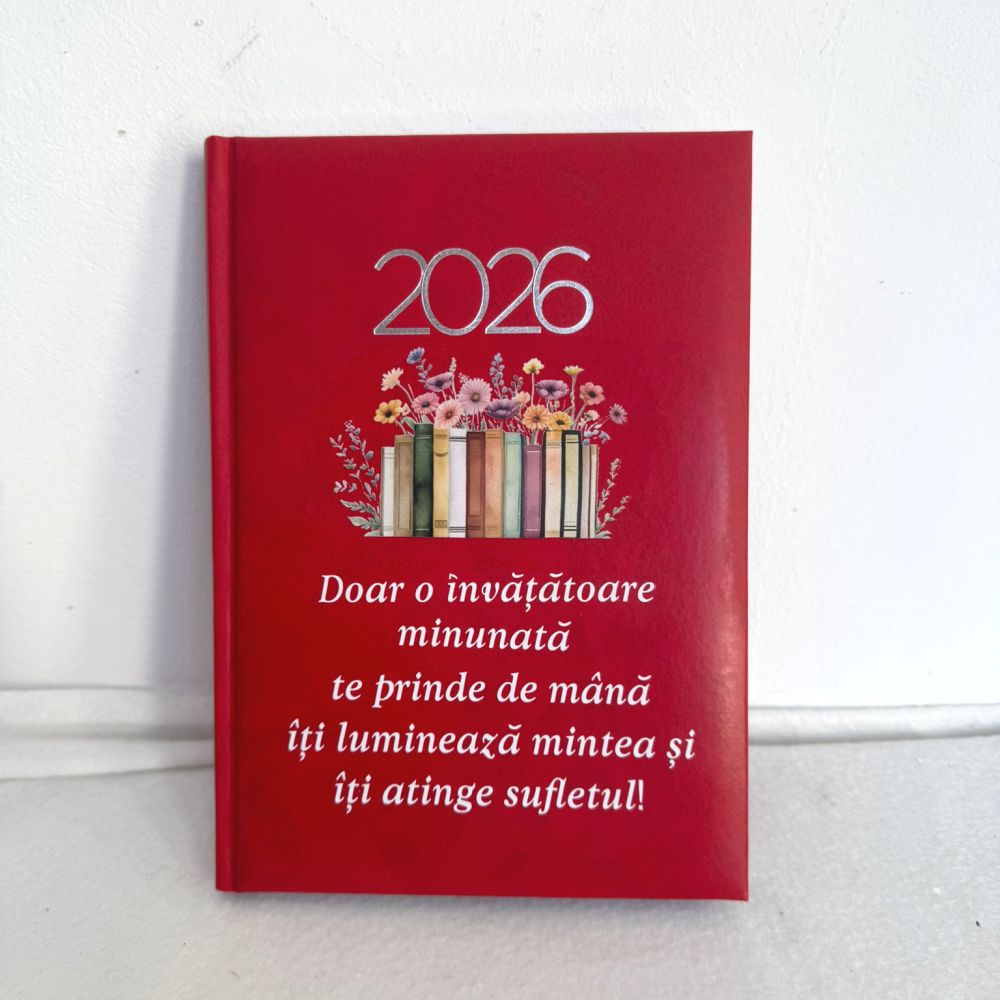 2026
Doar o învățătoare
minunată
te prinde de mână
îți luminează mintea și
îți atinge sufletul!